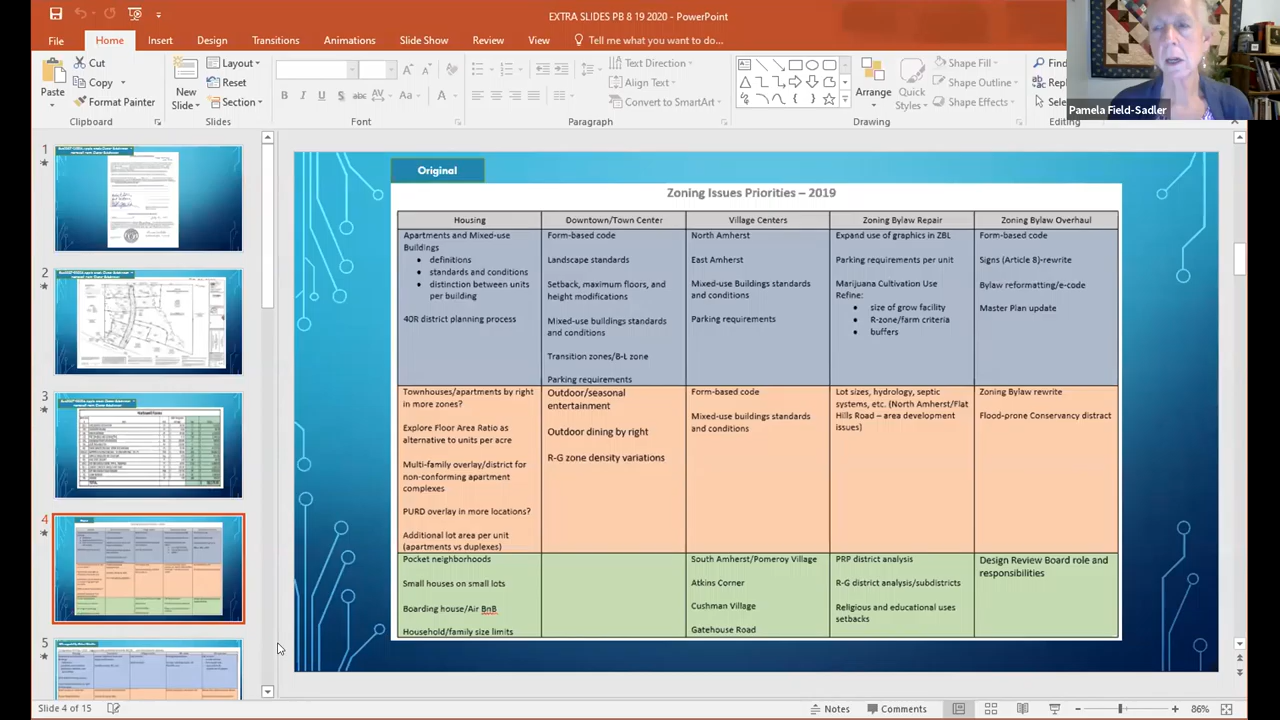 EXTRA SLIDES PB 8 19 2020 - PowerPoint
File
Home
Insert
Design
Transitions
Animations
Slide Show
Review
View
Tell me what you want to do...
Paste
Cut
Copy
Format Painter
Clipboard
New
Slide
Layout
Reset
Section
Slides
B I U S abc AV Aa A
Font
Text Direction
Align Text
Convert to SmartArt
Paragraph
Arrange
Quick
Styles
Shape Fill
Shape Outline
Shape Effects
Drawing
Editing
Pamela Field-Sadler
1
2
3
4
5
Original
Zoning Issues Priorities – 2019
Housing
Apartments and Mixed-use
Buildings
• definitions
• standards and conditions
• distinction between units
per building
40R district planning process
Downtown/Town Center
Form-based code
Landscape standards
Setback, maximum floors, and
height modifications
Mixed-use buildings standards
and conditions
Transition zones/B-L zone
Parking requirements
Village Centers
North Amherst
East Amherst
Mixed-use Buildings standards
and conditions
Parking requirements
Zoning Bylaw Repair
Expand use of graphics in ZBL
Parking requirements per unit
Marijuana Cultivation Use
Refine:
• size of grow facility
• R-zone/farm criteria
• buffers
Zoning Bylaw Overhaul
Form-based code
Signs (Article 8)-rewrite
Bylaw reformatting/e-code
Master Plan update
Townhouses/apartments by right
in more zones?
Explore Floor Area Ratio as
alternative to units per acre
Multi-family overlay/district for
non-conforming apartment
complexes
PURD overlay in more locations?
Additional lot area per unit
(apartments vs duplexes)
Outdoor/seasonal
entertainment
Outdoor dining by right
R-G zone density variations
Form-based code
Mixed-use buildings standards
and conditions
Lot sizes, hydrology, septic
systems, etc. (North Amherst/Flat
Hills Road – area development
issues)
Zoning Bylaw rewrite
Flood-prone Conservancy distract
Pocket neighborhoods
Small houses on small lots
Boarding house/Air BnB
Household/family size limits
South Amherst/Pomeroy Village
Atkins Corner
Cushman Village
Gatehouse Road
PRP district analysis
R-G district analysis/subdistricts
Religious and educational uses
setbacks
Design Review Board role and
responsibilities
Slide 4 of 15
Notes
Comments
86%